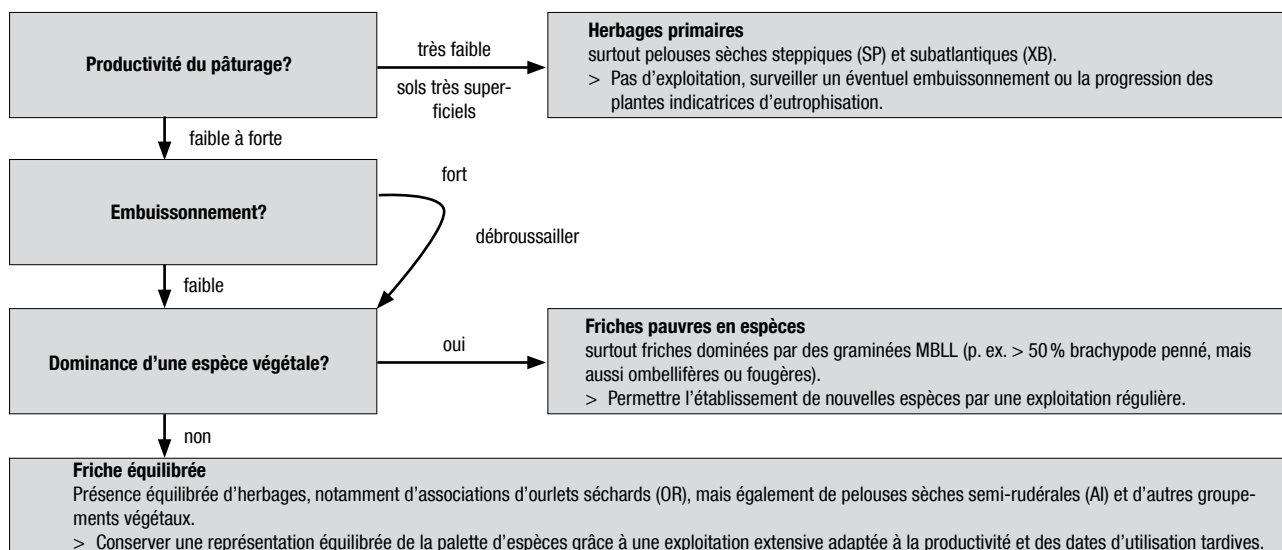 Productivité du pâturage?
très faible
sols très super-
ficiels
Herbages primaires
surtout pelouses sèches steppiques (SP) et subatlantiques (XB).
> Pas d'exploitation, surveiller un éventuel embuissonnement ou la progression des
plantes indicatrices d'eutrophisation.
faible à forte
Embuissonnement?
fort
débroussailler
faible
Dominance d'une espèce végétale?
oui
Friches pauvres en espèces
surtout friches dominées par des graminées MBLL (p. ex. > 50 % brachypode penné, mais
aussi ombellifères ou fougères).
> Permettre l'établissement de nouvelles espèces par une exploitation régulière.
non
Friche équilibrée
Présence équilibrée d'herbages, notamment d'associations d'ourlets séchards (OR), mais également de pelouses sèches semi-rudérales (AI) et d'autres groupe-
ments végétaux.
> Conserver une représentation équilibrée de la palette d'espèces grâce à une exploitation extensive adaptée à la productivité et des dates d'utilisation tardives.